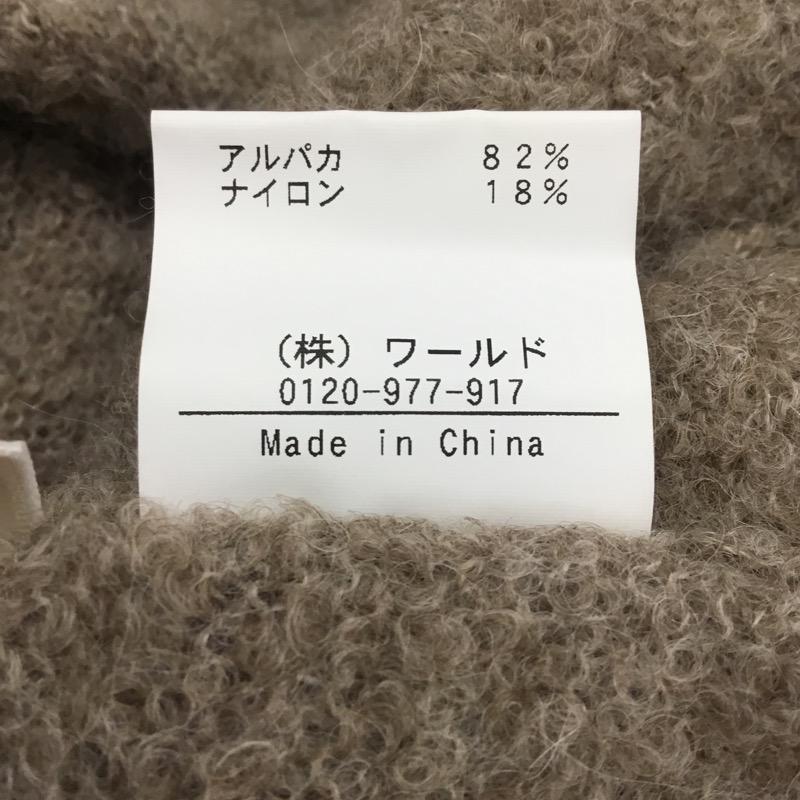 アルパカ 82%
ナイロン 18%
(株) ワールド
0120-977-917
Made in China